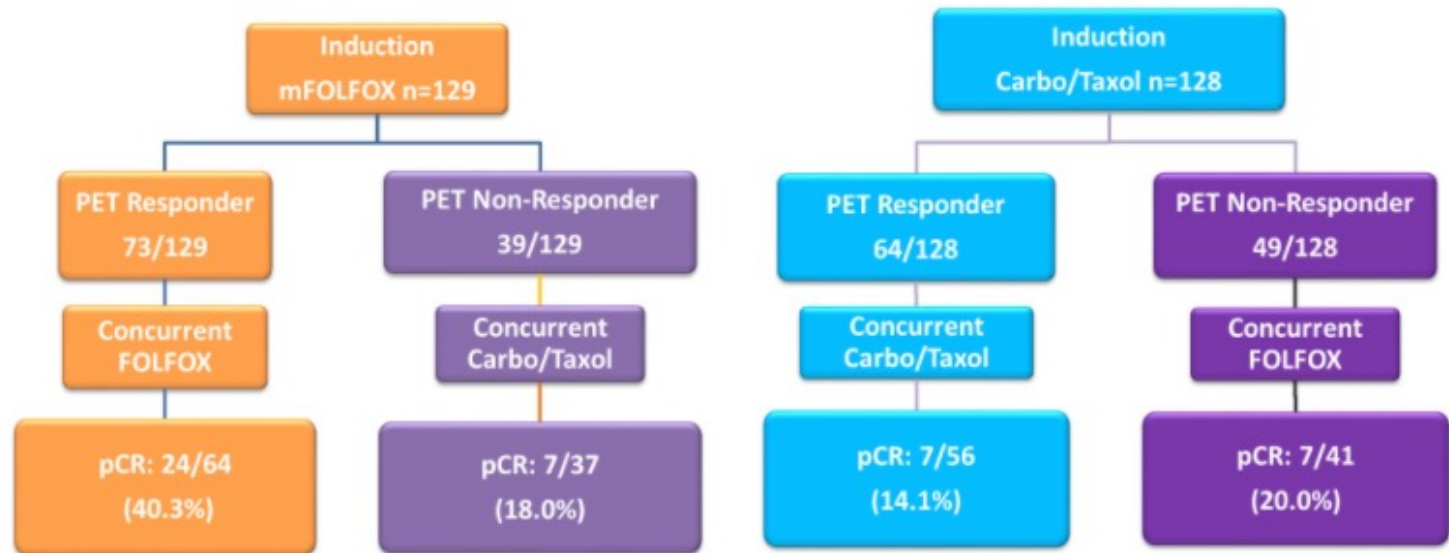 Induction
mFOLFOX n=129
PET Responder
73/129
Concurrent
FOLFOX
pCR: 24/64
(40.3%)
PET Non-Responder
39/129
Concurrent
Carbo/Taxol
pCR: 7/37
(18.0%)
Induction
Carbo/Taxol n=128
PET Responder
64/128
Concurrent
Carbo/Taxol
pCR: 7/56
(14.1%)
PET Non-Responder
49/128
Concurrent
FOLFOX
pCR: 7/41
(20.0%)